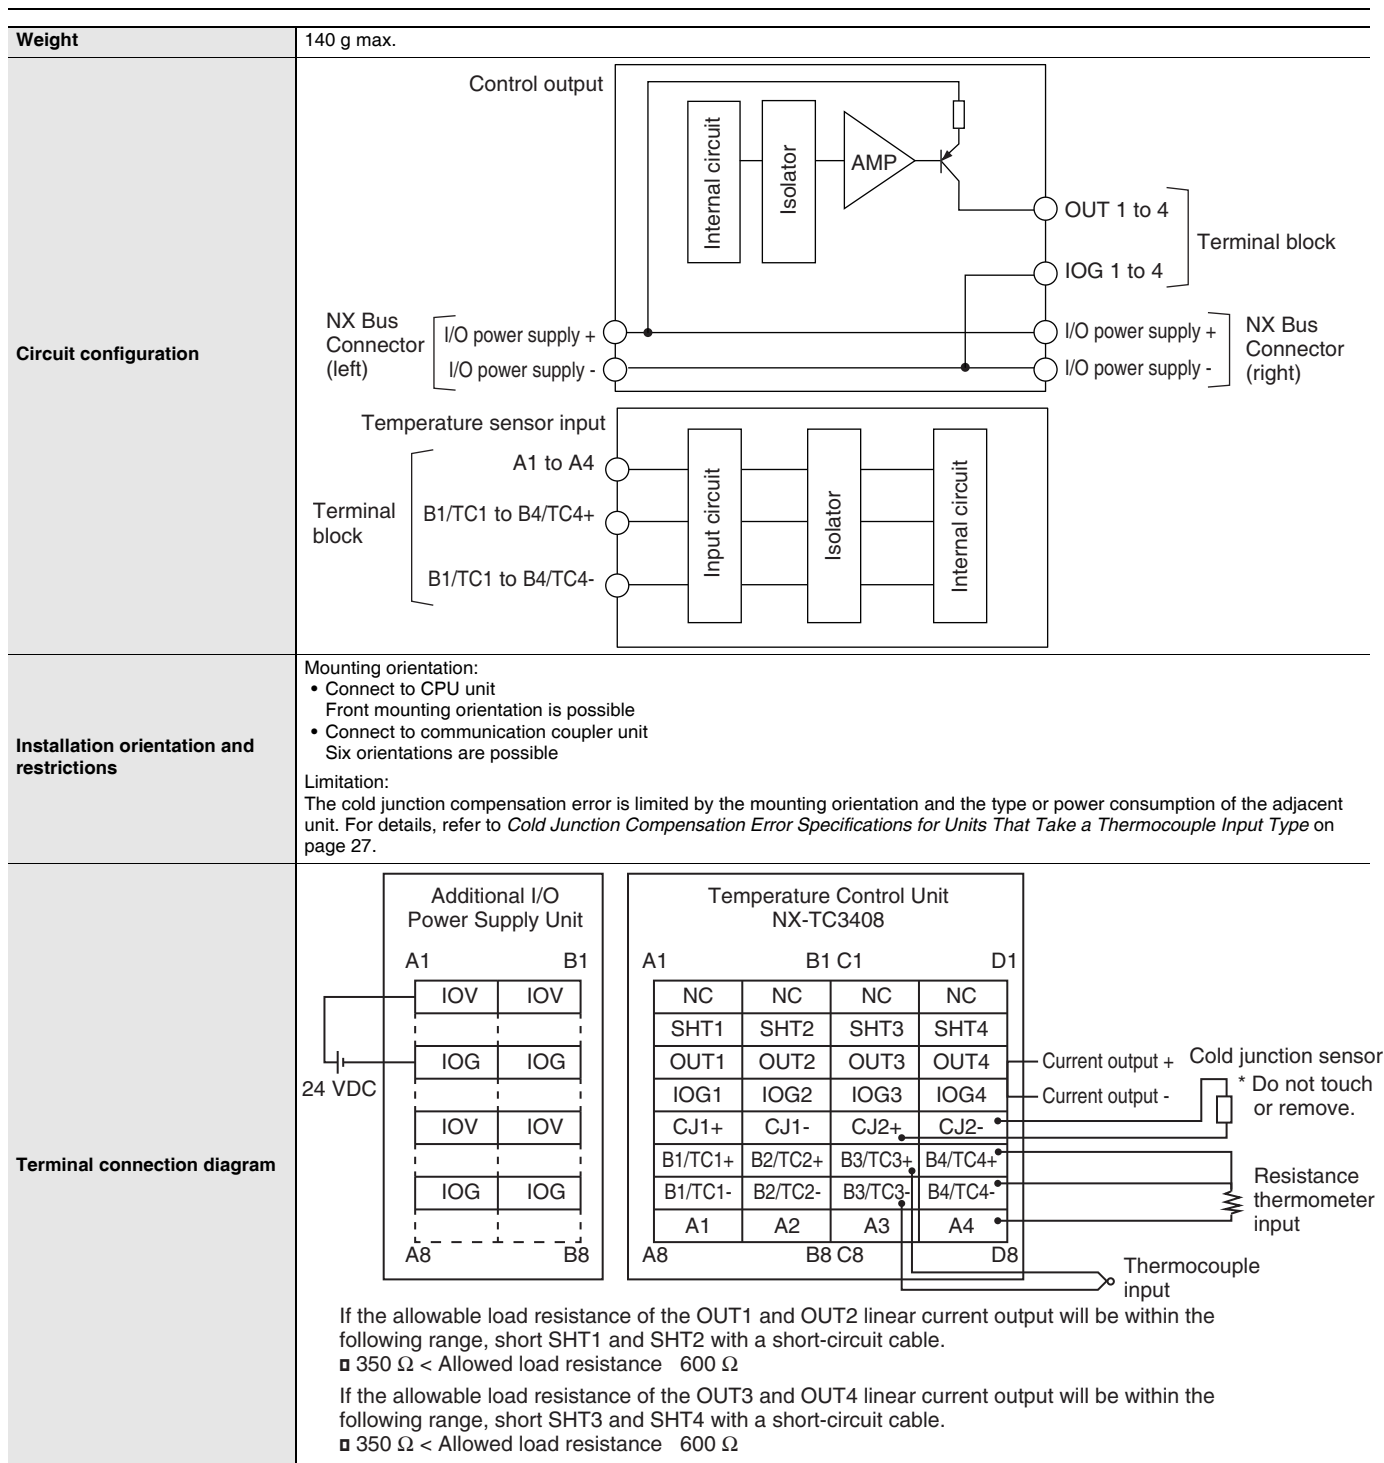 Weight
140 g max.
Circuit configuration
Control output
Internal circuit
Isolator
AMP
OUT 1 to 4
IOG 1 to 4
Terminal block
NX Bus
Connector
(left)
I/O power supply +
I/O power supply -
I/O power supply +
I/O power supply -
NX Bus
Connector
(right)
Temperature sensor input
Terminal
block
A1 to A4
B1/TC1 to B4/TC4+
B1/TC1 to B4/TC4-
Input circuit
Isolator
Internal circuit
Installation orientation and
restrictions
Mounting orientation:
• Connect to CPU unit
Front mounting orientation is possible
• Connect to communication coupler unit
Six orientations are possible
Limitation:
The cold junction compensation error is limited by the mounting orientation and the type or power consumption of the adjacent
unit. For details, refer to Cold Junction Compensation Error Specifications for Units That Take a Thermocouple Input Type on
page 27.
Terminal connection diagram
Additional I/O
Power Supply Unit
A1 B1
IOV IOV
IOG IOG
IOV IOV
IOG IOG
A8 B8
24 VDC
Temperature Control Unit
NX-TC3408
A1 B1 C1 D1
NC NC NC NC
SHT1 SHT2 SHT3 SHT4
OUT1 OUT2 OUT3 OUT4
IOG1 IOG2 IOG3 IOG4
CJ1+ CJ1- CJ2+ CJ2-
B1/TC1+ B2/TC2+ B3/TC3+ B4/TC4+
B1/TC1- B2/TC2- B3/TC3- B4/TC4-
A1 A2 A3 A4
A8 B8 C8 D8
Current output +
Current output -
Cold junction sensor
* Do not touch
or remove.
Resistance
thermometer
input
Thermocouple
input
If the allowable load resistance of the OUT1 and OUT2 linear current output will be within the
following range, short SHT1 and SHT2 with a short-circuit cable.
◘ 350 Ω < Allowed load resistance 600 Ω
If the allowable load resistance of the OUT3 and OUT4 linear current output will be within the
following range, short SHT3 and SHT4 with a short-circuit cable.
◘ 350 Ω < Allowed load resistance 600 Ω